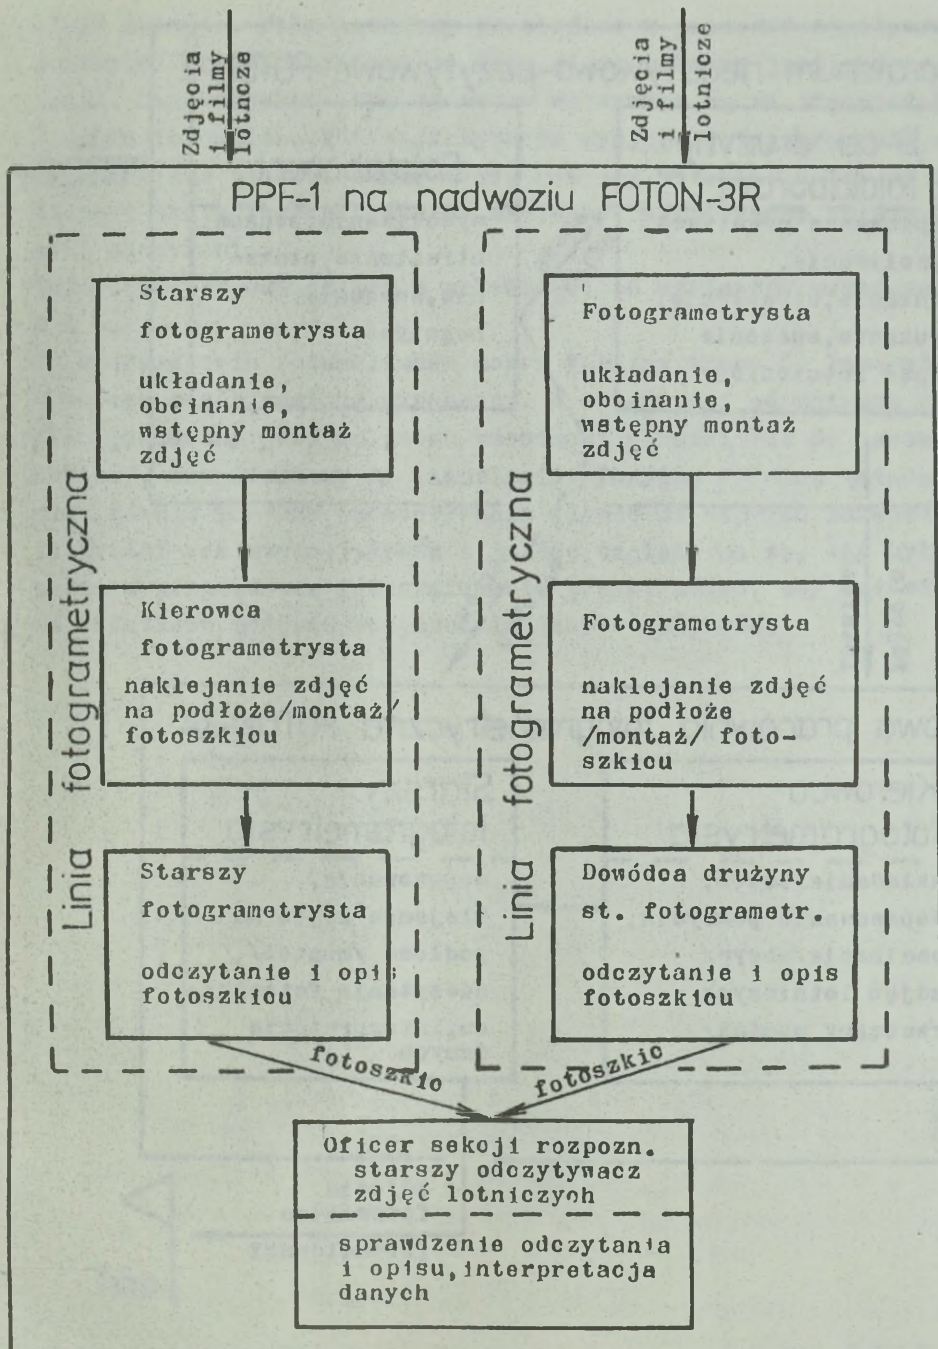 Zdjęcia
i filmy
lotncze
Zdjęcia
i filmy
lotnicze
PPF-1 na nadwoziu FOTON-3R
Linia fotogrametryczna
Starszy
fotogrametrysta
układanie,
obcinanie,
wstępny montaż
zdjęć
Kierowca
fotogrametrysta
naklejanie zdjęć
na podłoże/montaż/
fotoszkicu
Starszy
fotogrametrysta
odczytanie i opis
fotoszkicu
fotoszkic
Linia fotogrametryczna
Fotogrametrysta
układanie,
obcinanie,
wstępny montaż
zdjęć
Fotogrametrysta
naklejanie zdjęć
na podłoże
/montaż/ foto-
szkicu
Dowódca drużyny
st. fotogrametr.
odczytanie i opis
fotoszkicu
fotoszkic
Oficer sekcji rozpozn.
starszy odczytywacz
zdjęć lotniczych
sprawdzenie odczytania
i opisu,interpretacja
danych